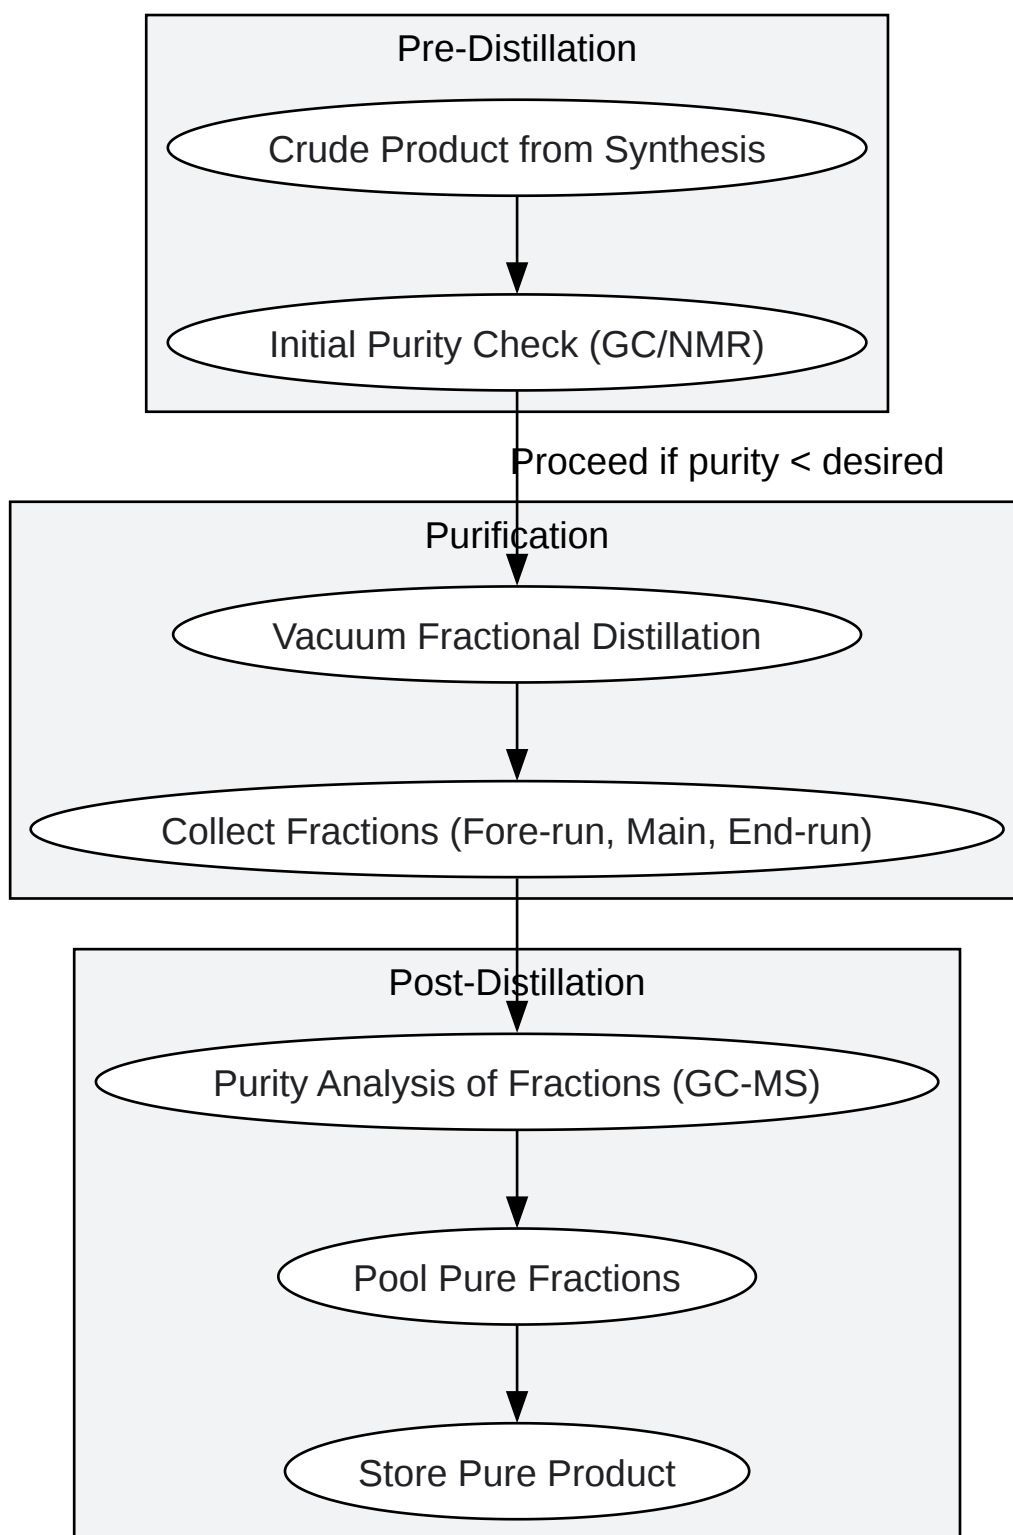 Pre-Distillation
Crude Product from Synthesis
Initial Purity Check (GC/NMR)
Proceed if purity < desired
Purification
Vacuum Fractional Distillation
Collect Fractions (Fore-run, Main, End-run)
Post-Distillation
Purity Analysis of Fractions (GC-MS)
Pool Pure Fractions
Store Pure Product